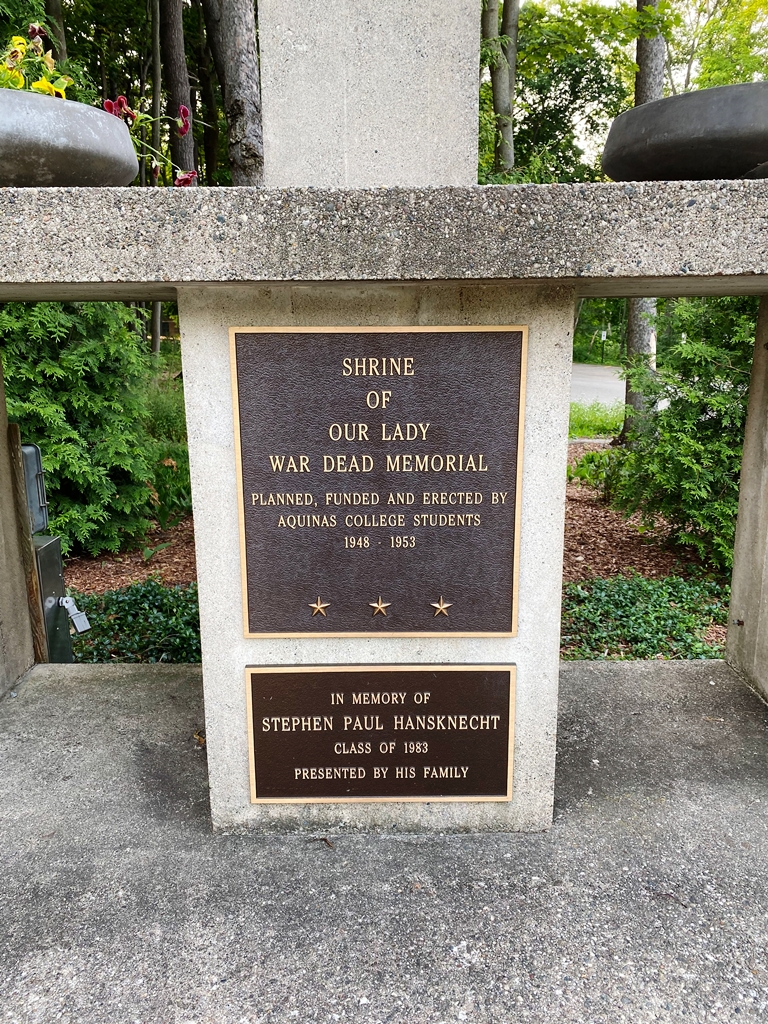 SHRINE
OF
OUR LADY
WAR DEAD MEMORIAL
PLANNED, FUNDED AND ERECTED BY
AQUINAS COLLEGE STUDENTS
1948 - 1953
IN MEMORY OF
STEPHEN PAUL HANSKNECHT
CLASS OF 1983
PRESENTED BY HIS FAMILY